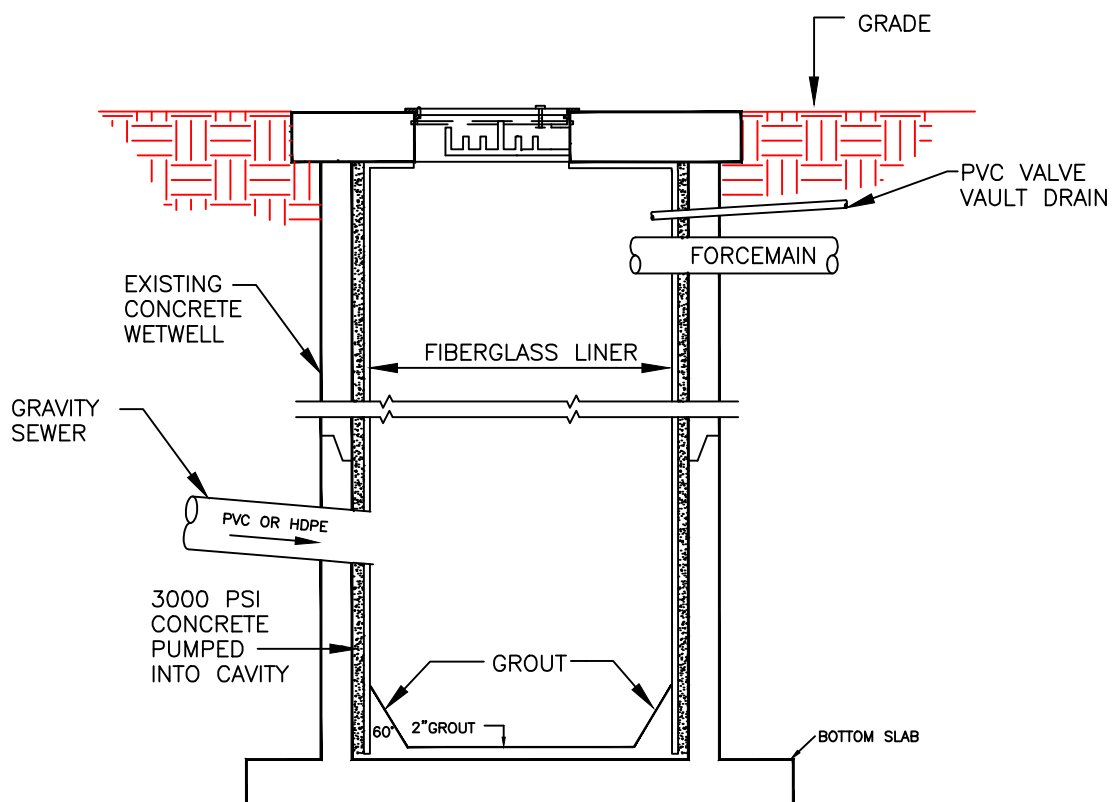 GRADE
PVC VALVE
VAULT DRAIN
FORCEMAIN
EXISTING
CONCRETE
WETWELL
FIBERGLASS LINER
GRAVITY
SEWER
PVC OR HDPE
3000 PSI
CONCRETE
PUMPED
INTO CAVITY
GROUT
60°
2"GROUT
BOTTOM SLAB